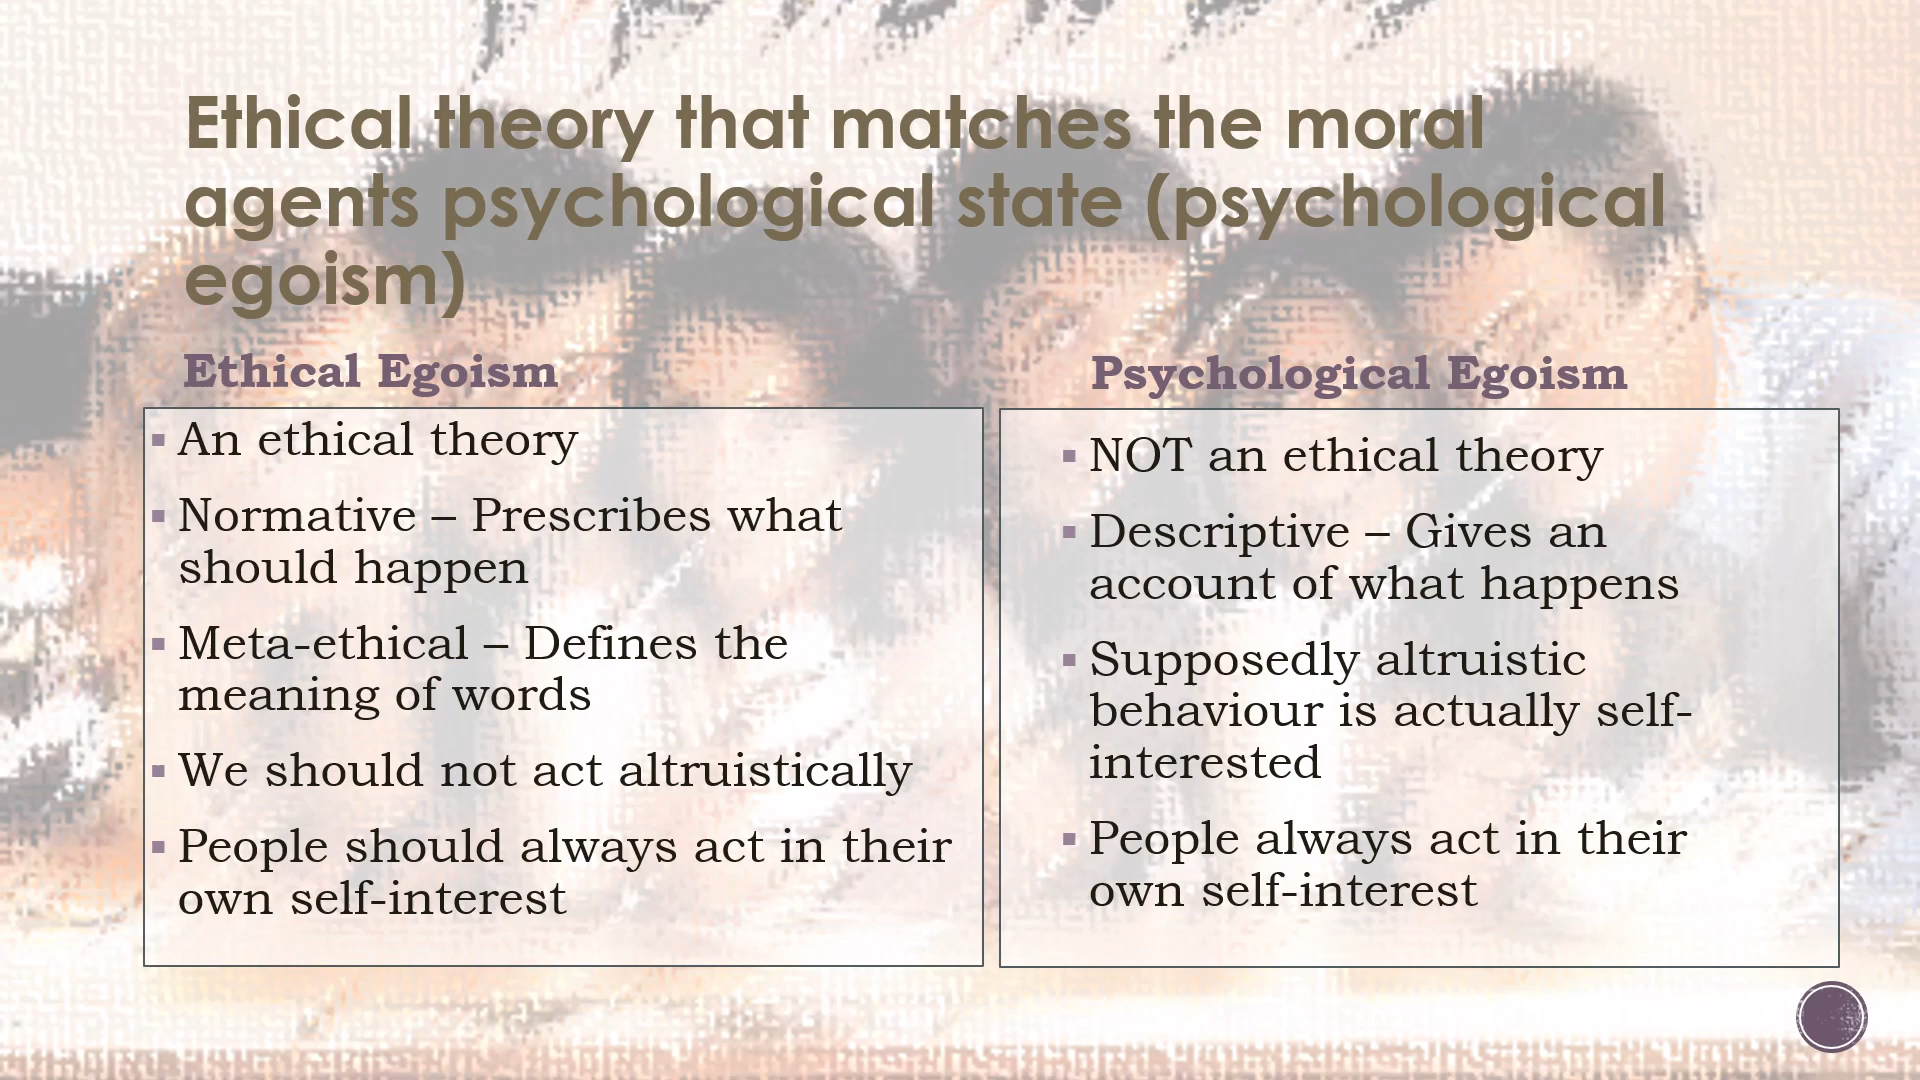 Ethical theory that matches the moral
agents psychological state (psychological
egoism)
Ethical Egoism
▪ An ethical theory
▪ Normative – Prescribes what
should happen
▪ Meta-ethical – Defines the
meaning of words
▪ We should not act altruistically
▪ People should always act in their
own self-interest
Psychological Egoism
▪ NOT an ethical theory
▪ Descriptive – Gives an
account of what happens
▪ Supposedly altruistic
behaviour is actually self-
interested
▪ People always act in their
own self-interest